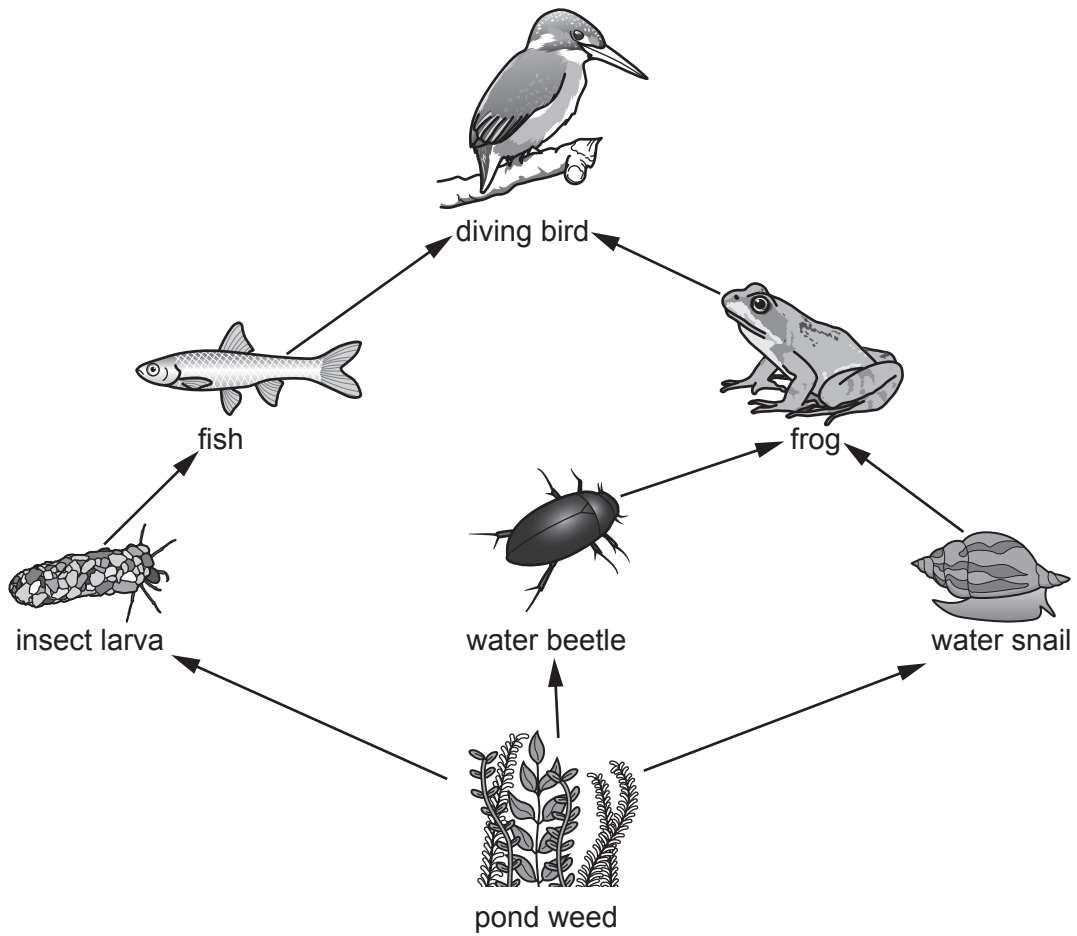 diving bird
fish
frog
insect larva
water beetle
water snail
pond weed